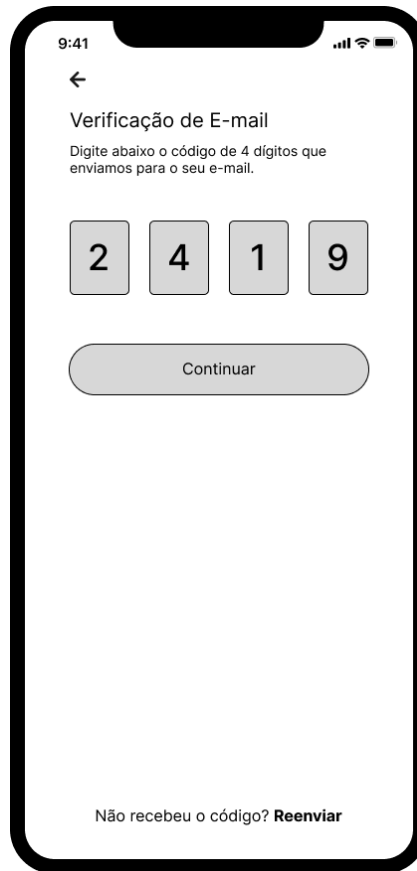 9:41
Verificação de E-mail
Digite abaixo o código de 4 dígitos que
enviamos para o seu e-mail.
2 4 1 9
Continuar
Não recebeu o código? Reenviar